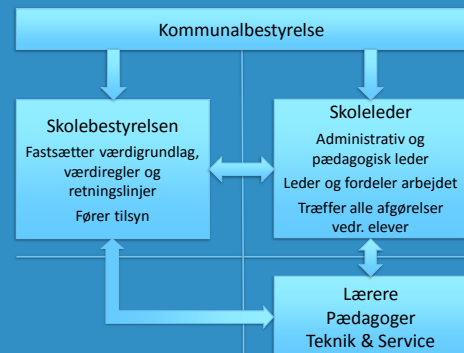 Kommunalbestyrelse
Skolebestyrelsen
Fastsætter værdigrundlag,
værdiregler og
retningslinjer
Fører tilsyn
Skoleleder
Administrativ og
pædagogisk leder
Leder og fordeler arbejdet
Træffer alle afgørelser
vedr. elever
Lærere
Pædagoger
Teknik & Service